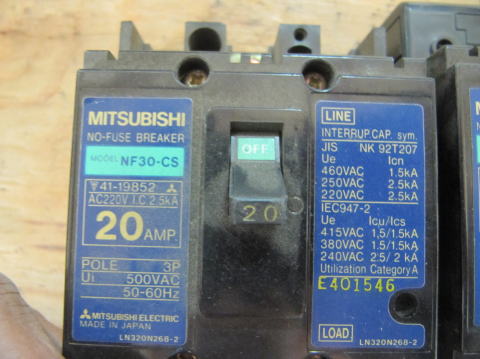 MITSUBISHI
NO-FUSE BREAKER
MODEL NF30-CS
41-19852
AC220V I.C 2.5kA
20 AMP.
POLE 3P
Ui 500VAC
50-60Hz
MITSUBISHI ELECTRIC
MADE IN JAPAN
LN320N268-2
OFF
20
LINE
INTERRUP.CAP. sym.
JIS NK 92T207
Ue Icn
460VAC 1.5kA
250VAC 2.5kA
220VAC 2.5kA
IEC947-2
Ue Icu/Ics
415VAC 1.5/1.5kA
380VAC 1.5/1.5kA
240VAC 2.5/2 kA
Utilization Category A
E401546
LOAD
LN320N268-2